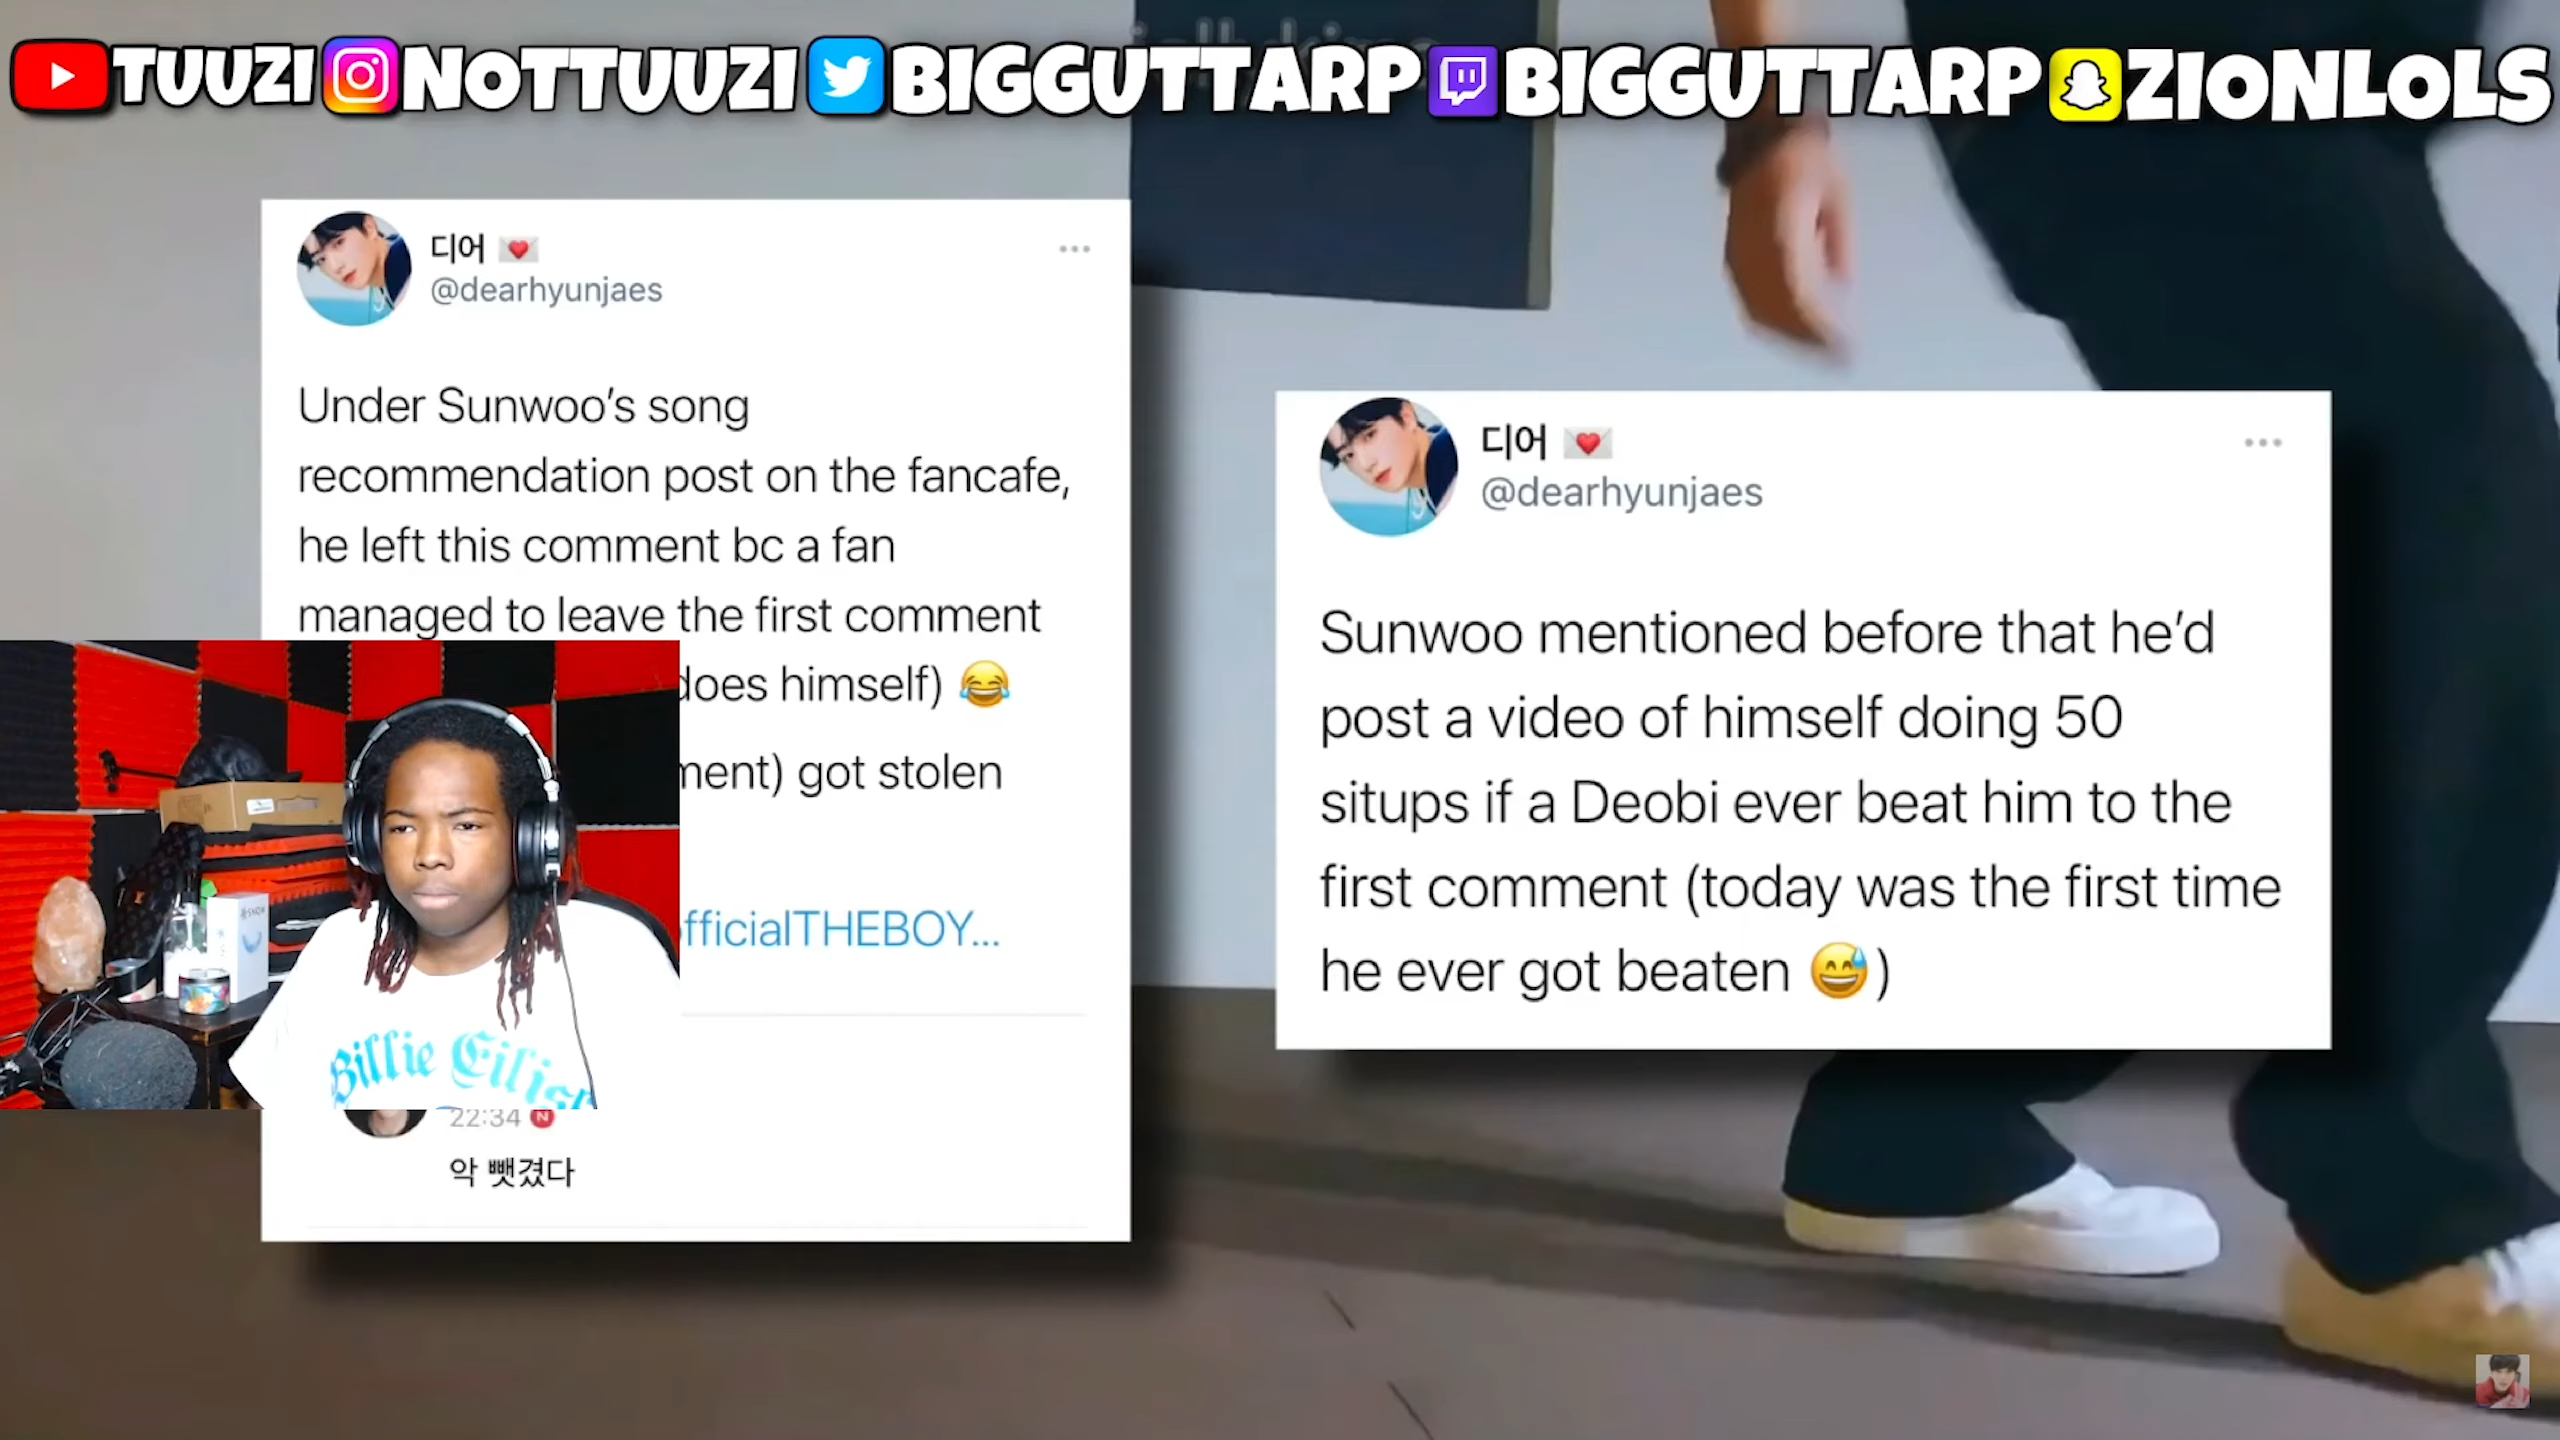 TUUZI NOTTUUZI BIGGUTTARP BIGGUTTARP ZIONLOLS
디어
@dearhyunjaes
Under Sunwoo's song
recommendation post on the fancafe,
he left this comment bc a fan
managed to leave the first comment
does himself) 😂
got stolen
fficialTHEBOY...
22:34 N
악 뺏겼다
디어
@dearhyunjaes
Sunwoo mentioned before that he'd
post a video of himself doing 50
situps if a Deobi ever beat him to the
first comment (today was the first time
he ever got beaten 😅)
Billie Eilish